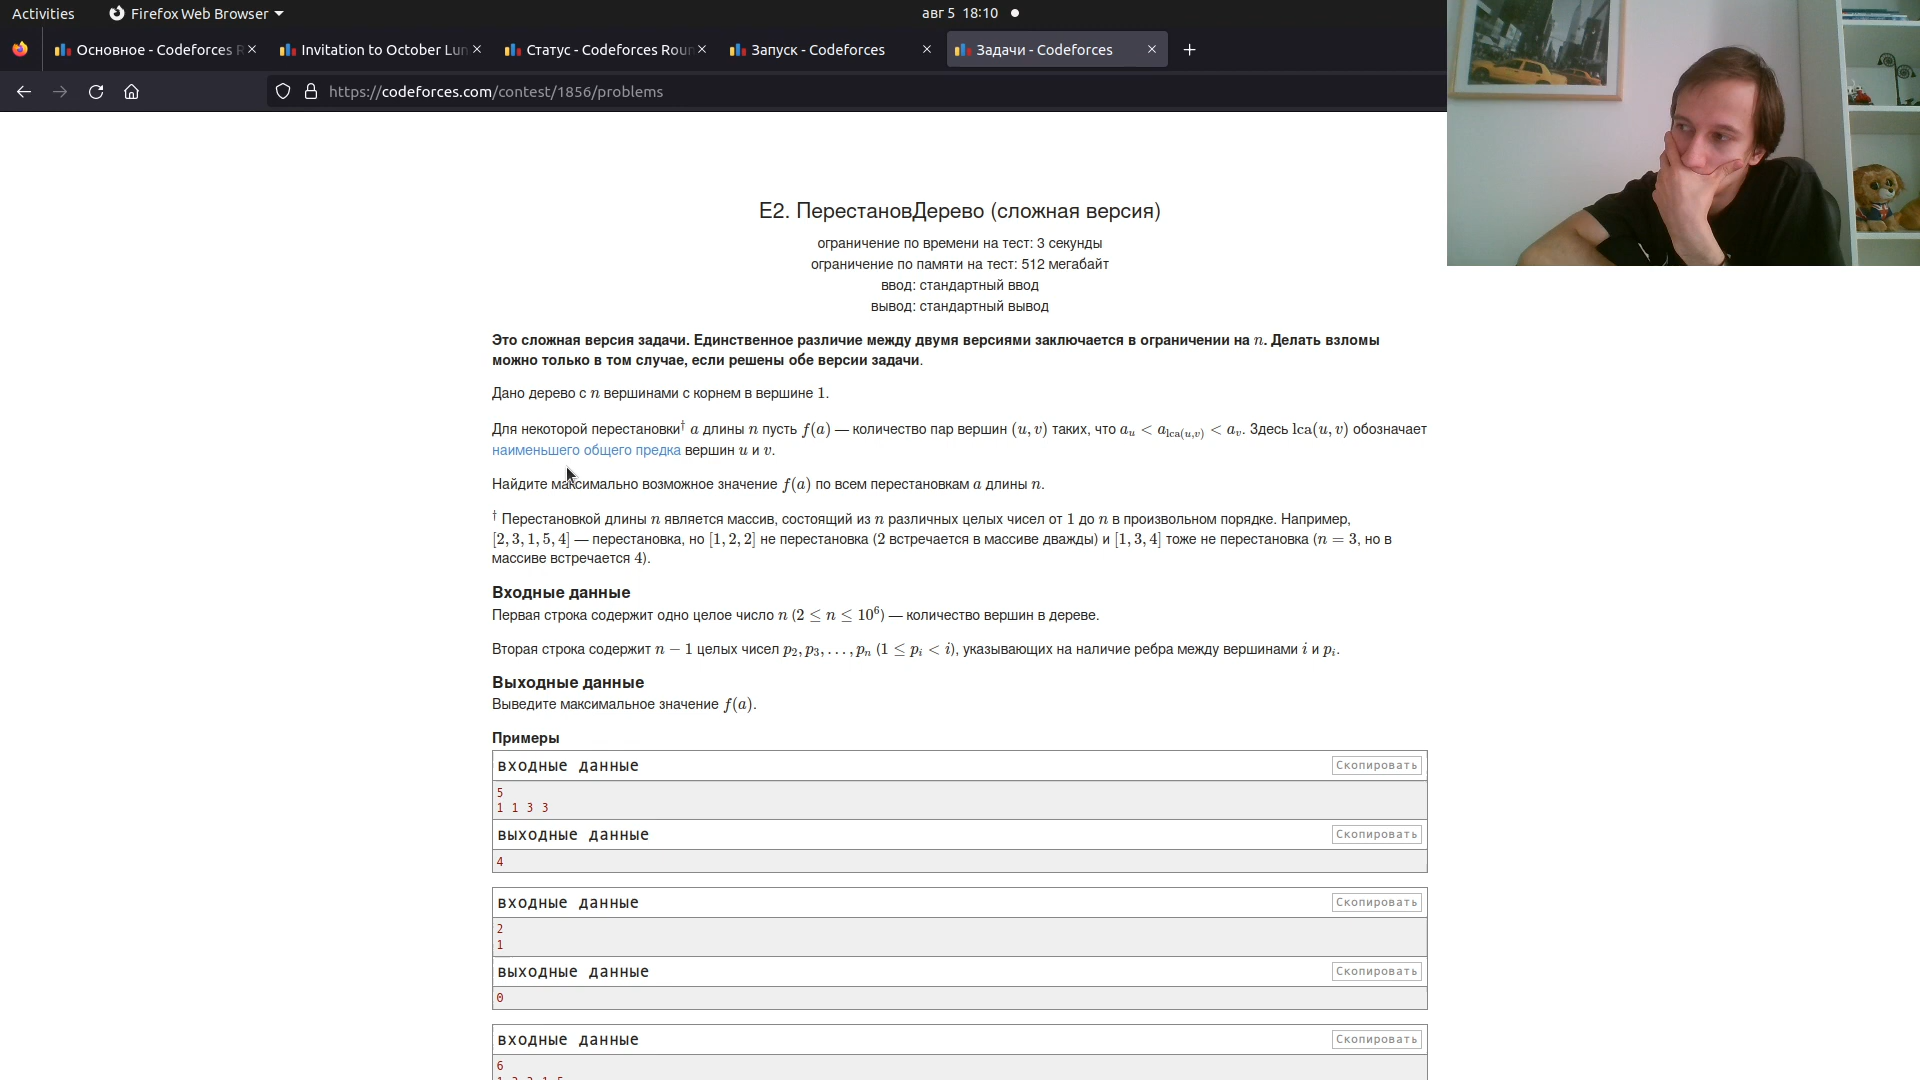 Activities
Firefox Web Browser
авг 5 18:10
Основное - Codeforces R
Invitation to October Lun
Статус - Codeforces Roun
Запуск - Codeforces
Задачи - Codeforces
https://codeforces.com/contest/1856/problems
E2. ПерестановДерево (сложная версия)
ограничение по времени на тест: 3 секунды
ограничение по памяти на тест: 512 мегабайт
ввод: стандартный ввод
вывод: стандартный вывод
Это сложная версия задачи. Единственное различие между двумя версиями заключается в ограничении на n. Делать взломы
можно только в том случае, если решены обе версии задачи.
Дано дерево с n вершинами с корнем в вершине 1.
Для некоторой перестановки† a длины n пусть f(a) — количество пар вершин (u, v) таких, что a_u < a_lca(u,v) < a_v. Здесь lca(u, v) обозначает
наименьшего общего предка вершин u и v.
Найдите максимально возможное значение f(a) по всем перестановкам a длины n.
† Перестановкой длины n является массив, состоящий из n различных целых чисел от 1 до n в произвольном порядке. Например,
[2, 3, 1, 5, 4] — перестановка, но [1, 2, 2] не перестановка (2 встречается в массиве дважды) и [1, 3, 4] тоже не перестановка (n = 3, но в
массиве встречается 4).
Входные данные
Первая строка содержит одно целое число n (2 ≤ n ≤ 10⁶) — количество вершин в дереве.
Вторая строка содержит n − 1 целых чисел p₂, p₃, . . . , pₙ (1 ≤ pᵢ < i), указывающих на наличие ребра между вершинами i и pᵢ.
Выходные данные
Выведите максимальное значение f(a).
Примеры
входные данные
Скопировать
5
1 1 3 3
выходные данные
Скопировать
4
входные данные
Скопировать
2
1
выходные данные
Скопировать
0
входные данные
Скопировать
6